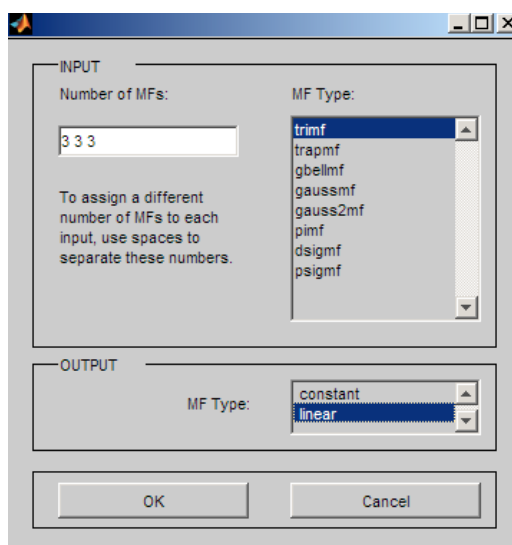 INPUT
Number of MFs:
3 3 3
To assign a different
number of MFs to each
input, use spaces to
separate these numbers.
MF Type:
trimf
trapmf
gbellmf
gaussmf
gauss2mf
pimf
dsigmf
psigmf
OUTPUT
MF Type:
constant
linear
OK
Cancel